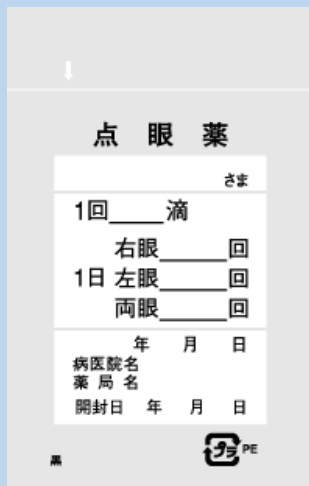 点眼薬
さま
1回____滴
右眼_____回
1日 左眼_____回
両眼_____回
年 月 日
病医院名
薬局名
開封日 年 月 日
プラ PE
黒